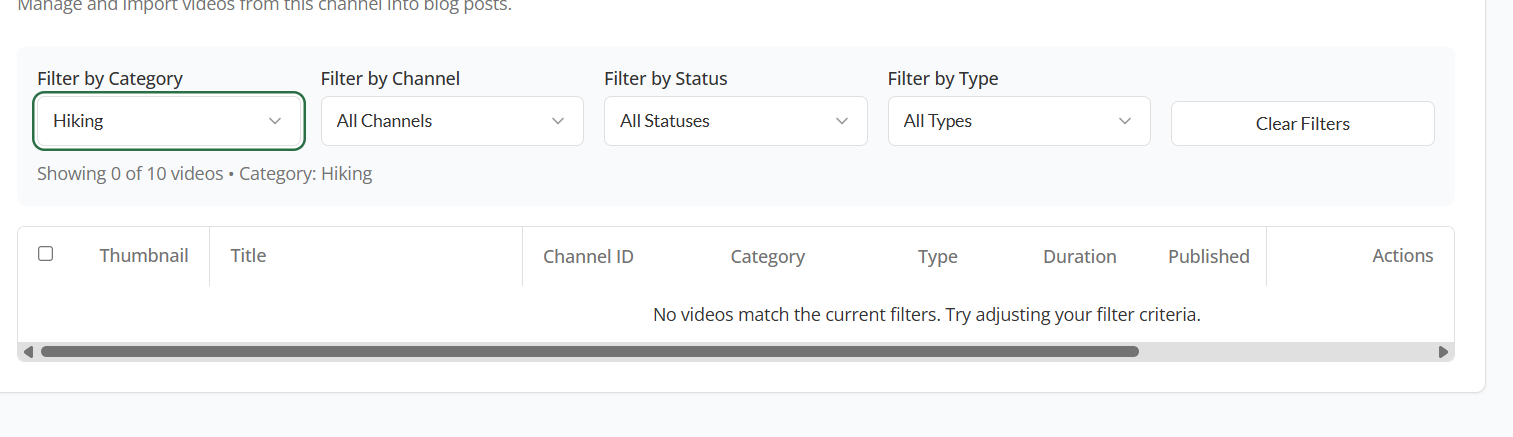 Manage and import videos from this channel into blog posts.
Filter by Category Filter by Channel Filter by Status Filter by Type
Hiking All Channels All Statuses All Types Clear Filters
Showing 0 of 10 videos • Category: Hiking
Thumbnail Title Channel ID Category Type Duration Published Actions
No videos match the current filters. Try adjusting your filter criteria.